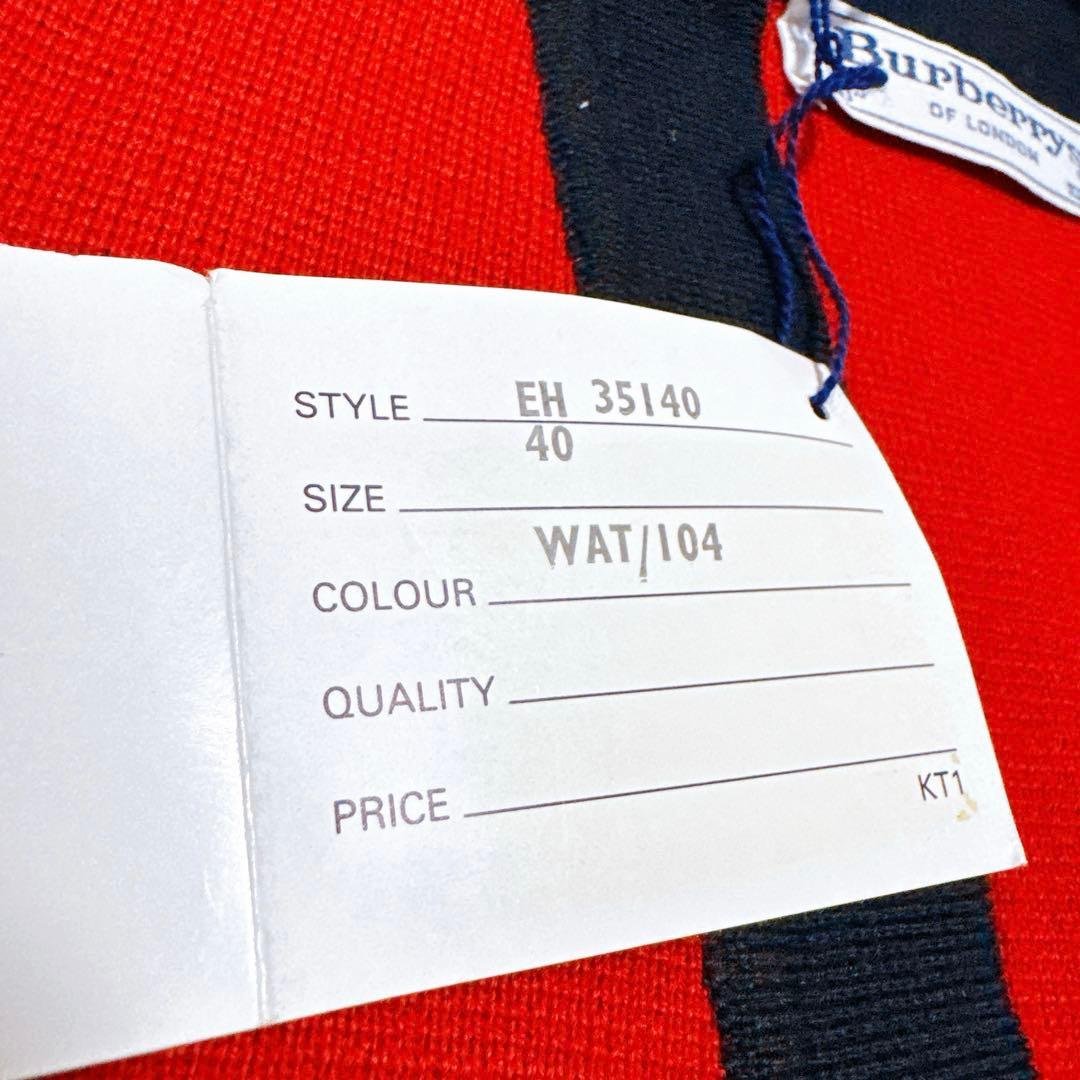 Burberrys
OF LONDON
STYLE EH 35140
40
SIZE
WAT/104
COLOUR
QUALITY
PRICE
KT1